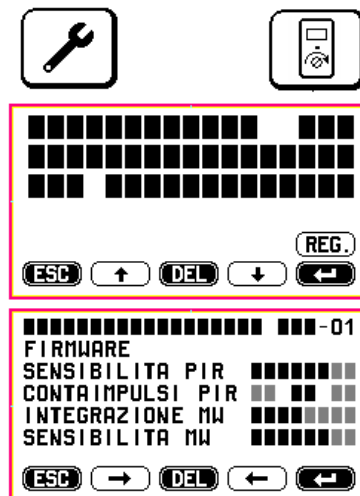 REG.
ESC DEL
-01
FIRMWARE
SENSIBILITA PIR
CONTAIMPULSI PIR
INTEGRAZIONE MW
SENSIBILITA MW
ESC DEL